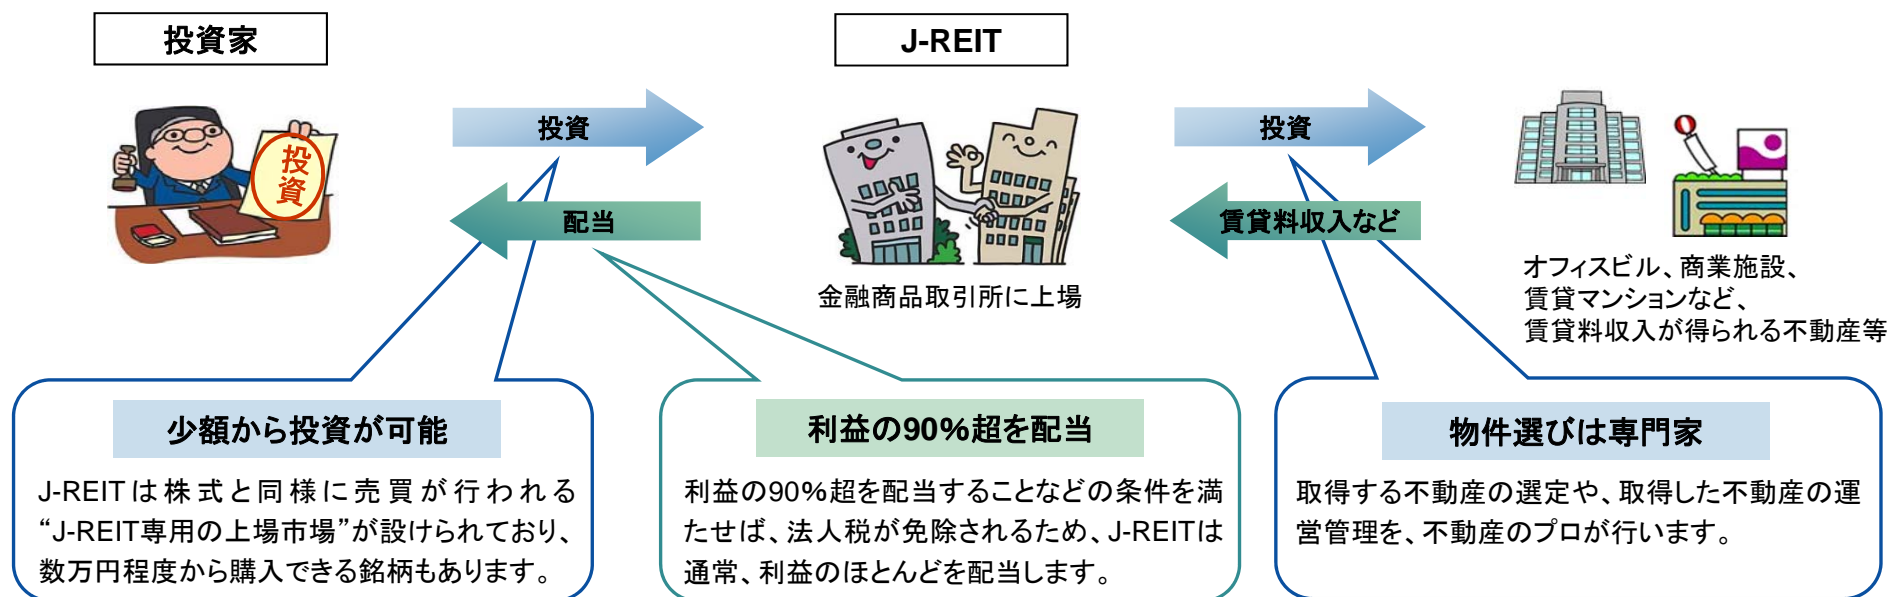 投資家
J-REIT
投資
投資
投資
配当
賃貸料収入など
金融商品取引所に上場
オフィスビル、商業施設、
賃貸マンションなど、
賃貸料収入が得られる不動産等
少額から投資が可能
J-REITは株式と同様に売買が行われる
“J-REIT専用の上場市場”が設けられており、
数万円程度から購入できる銘柄もあります。
利益の90%超を配当
利益の90%超を配当することなどの条件を満
たせば、法人税が免除されるため、J-REITは
通常、利益のほとんどを配当します。
物件選びは専門家
取得する不動産の選定や、取得した不動産の運
営管理を、不動産のプロが行います。